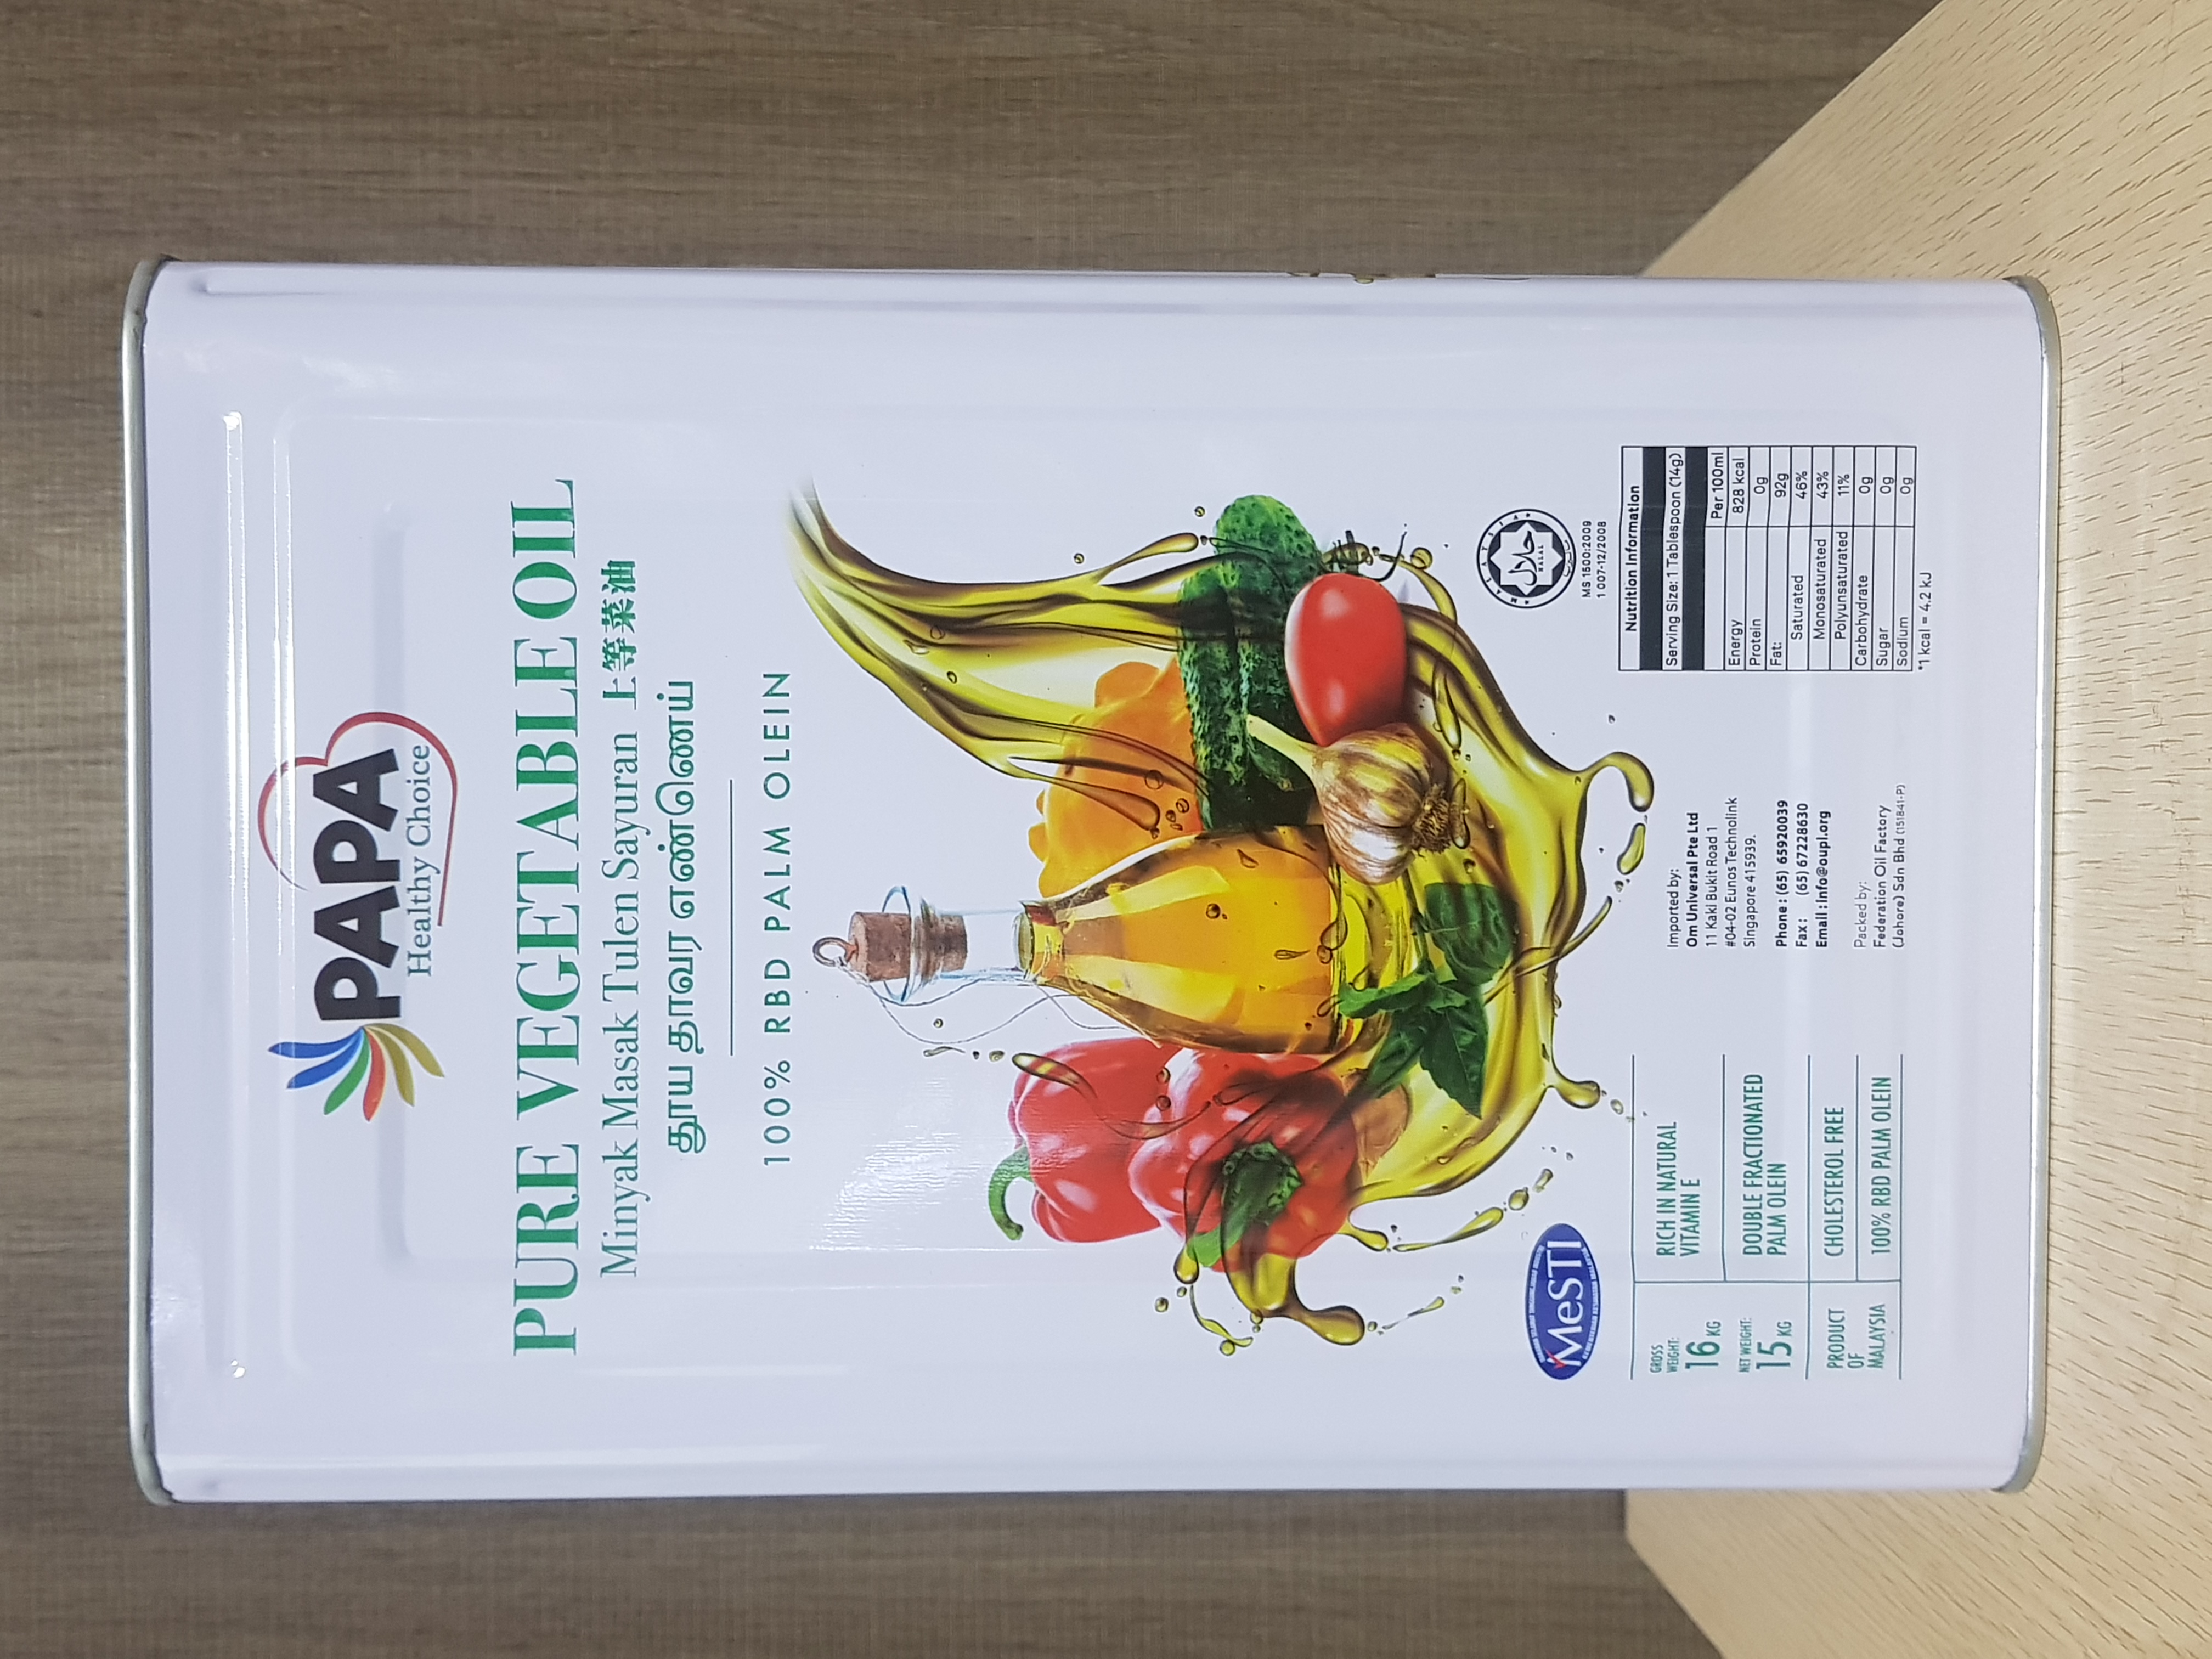 PAPA
Healthy Choice
PURE VEGETABLE OIL
Minyak Masak Tulen Sayuran 上等菜油
தூய தாவர எண்ணெய்
100% RBD PALM OLEIN
MeSTI
GROSS
WEIGHT:
16 KG
NET WEIGHT:
15 KG
PRODUCT
OF
MALAYSIA
RICH IN NATURAL
VITAMIN E
DOUBLE FRACTIONATED
PALM OLEIN
CHOLESTEROL FREE
100% RBD PALM OLEIN
Imported by:
Om Universal Pte Ltd
11 Kaki Bukit Road 1
#04-02 Eunos Technolink
Singapore 415939.
Phone : (65) 65920039
Fax : (65) 67228630
Email : info@oupl.org
Packed by:
Federation Oil Factory
(Johore) Sdn Bhd (151841-P)
MALAYSIA
حلال
HALAL
MS 1500:2009
1 007-12/2008
Nutrition Information
Serving Size: 1 Tablespoon (14g)
Per 100ml
Energy 828 kcal
Protein 0g
Fat: 92g
Saturated 46%
Monosaturated 43%
Polyunsaturated 11%
Carbohydrate 0g
Sugar 0g
Sodium 0g
*1 kcal = 4.2 kJ